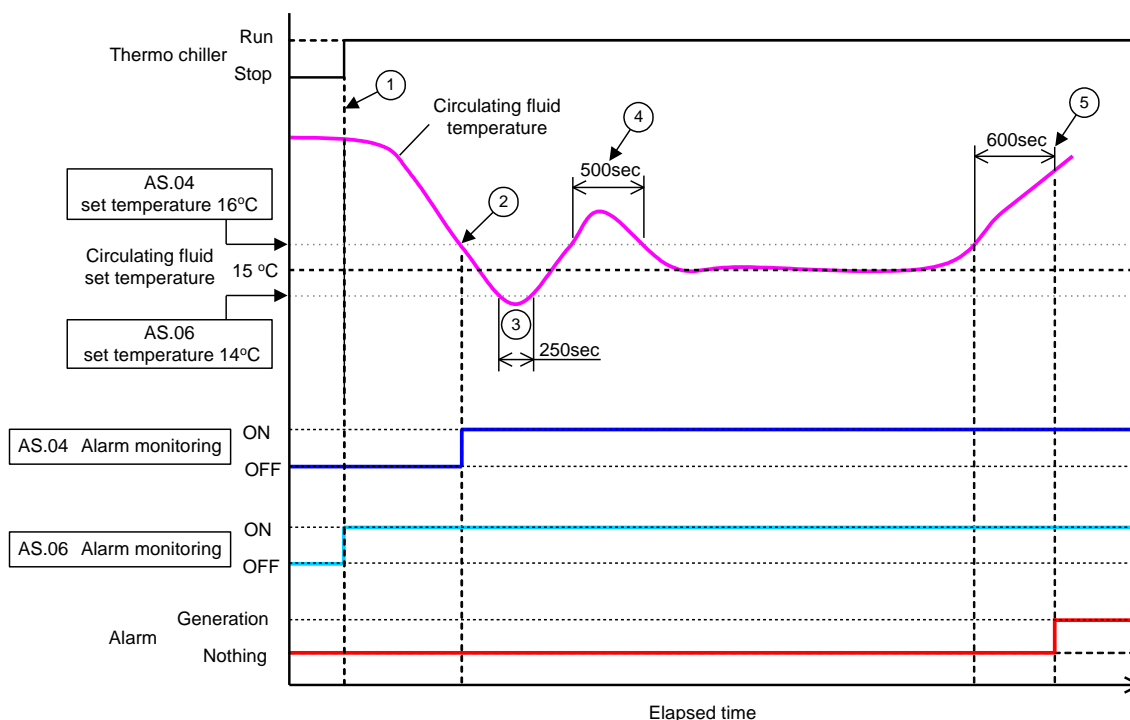 Run
Thermo chiller
Stop
1
Circulating fluid
temperature
4
500sec
600sec
5
AS.04
set temperature 16oC
2
Circulating fluid
set temperature
15 oC
AS.06
set temperature 14oC
3
250sec
ON
AS.04 Alarm monitoring
OFF
ON
AS.06 Alarm monitoring
OFF
Generation
Alarm
Nothing
Elapsed time